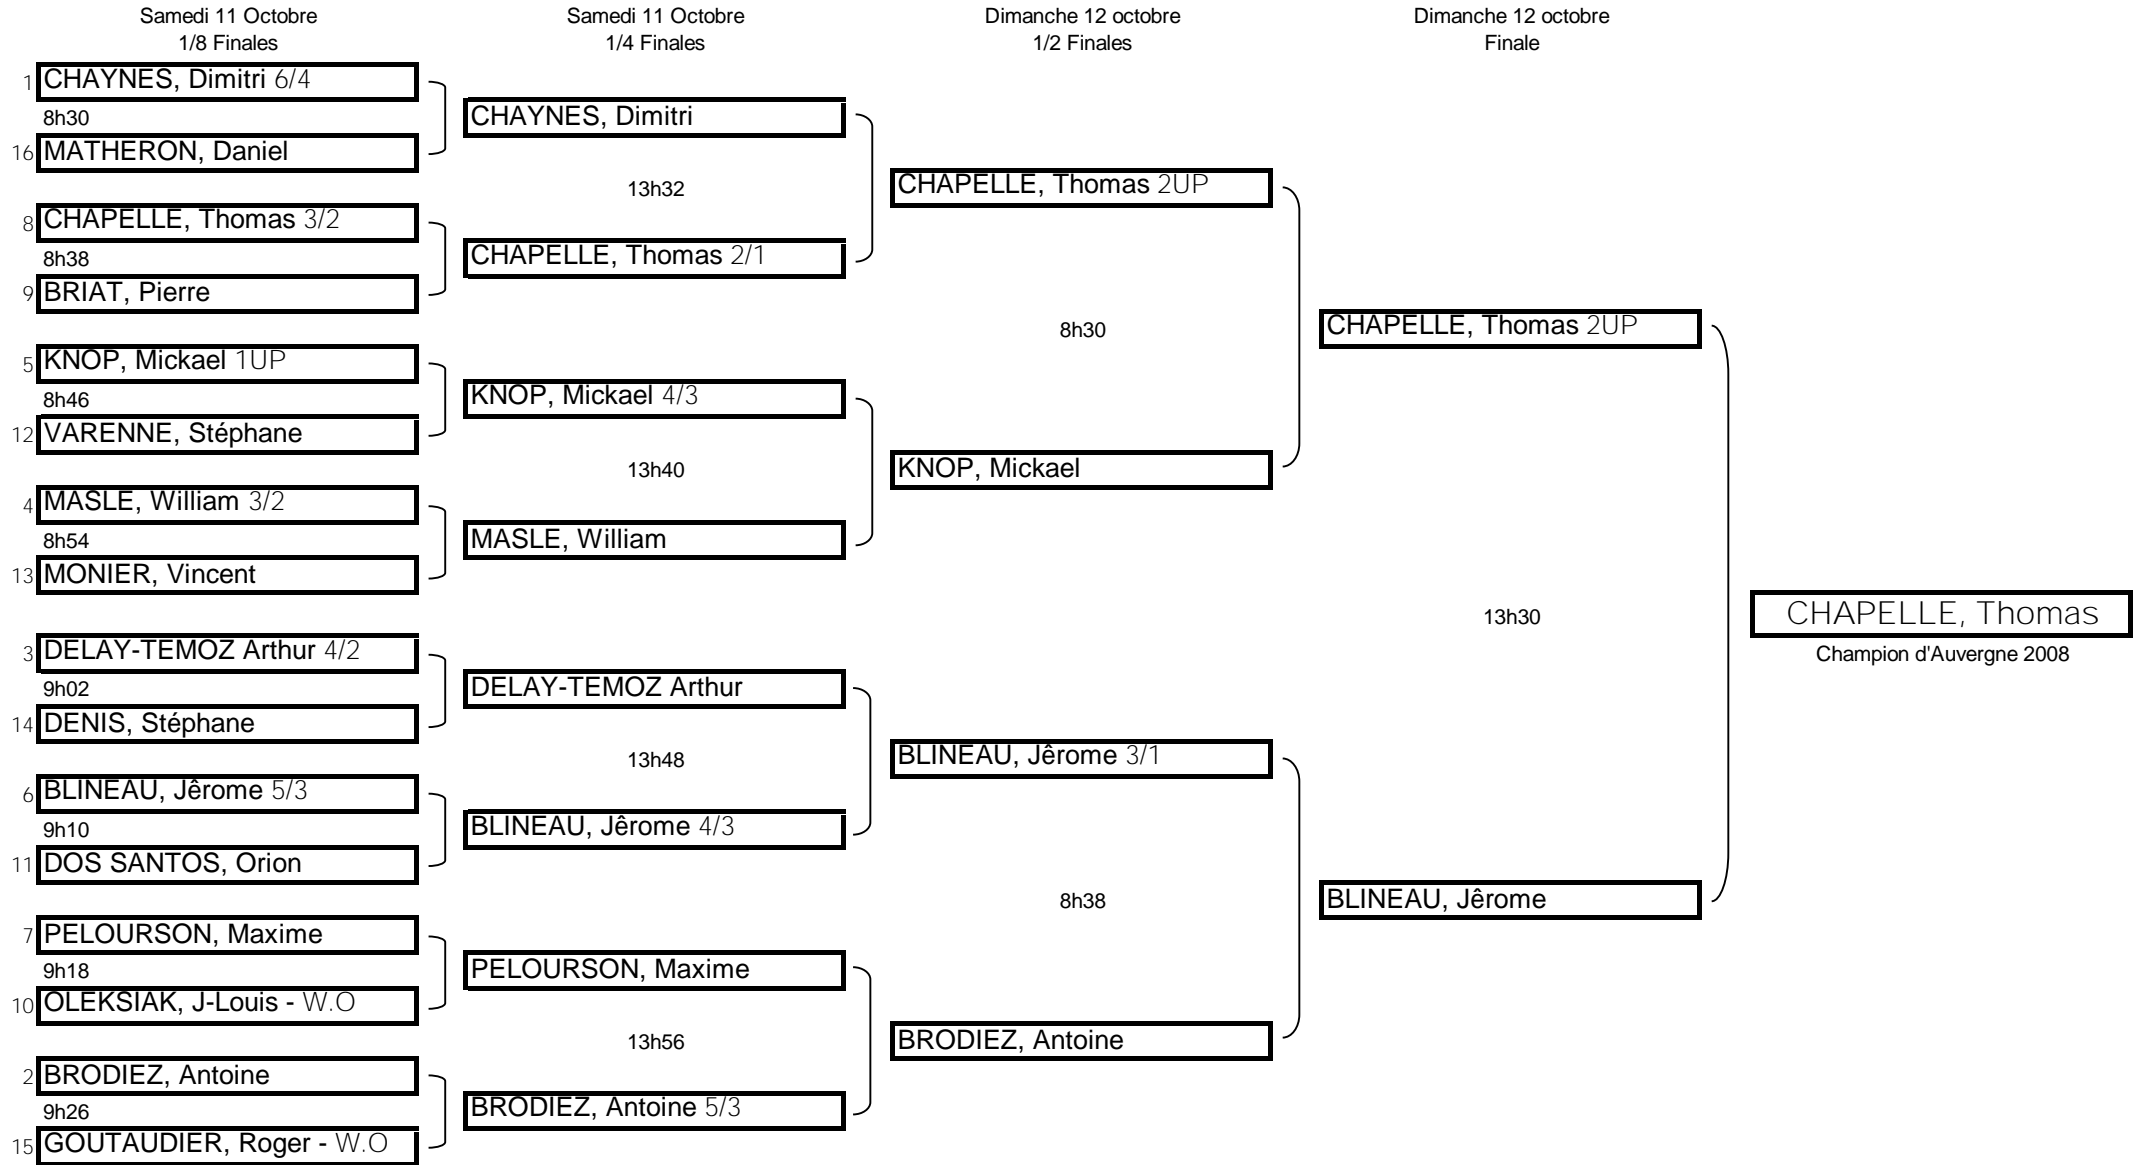 Samedi 11 Octobre
1/8 Finales
Samedi 11 Octobre
1/4 Finales
Dimanche 12 octobre
1/2 Finales
Dimanche 12 octobre
Finale
1 CHAYNES, Dimitri 6/4
8h30
16 MATHERON, Daniel
8 CHAPELLE, Thomas 3/2
8h38
9 BRIAT, Pierre
5 KNOP, Mickael 1UP
8h46
12 VARENNE, Stéphane
4 MASLE, William 3/2
8h54
13 MONIER, Vincent
3 DELAY-TEMOZ Arthur 4/2
9h02
14 DENIS, Stéphane
6 BLINEAU, Jêrome 5/3
9h10
11 DOS SANTOS, Orion
7 PELOURSON, Maxime
9h18
10 OLEKSIAK, J-Louis - W.O
2 BRODIEZ, Antoine
9h26
15 GOUTAUDIER, Roger - W.O
CHAYNES, Dimitri
13h32
CHAPELLE, Thomas 2/1
KNOP, Mickael 4/3
13h40
MASLE, William
DELAY-TEMOZ Arthur
13h48
BLINEAU, Jêrome 4/3
PELOURSON, Maxime
13h56
BRODIEZ, Antoine 5/3
CHAPELLE, Thomas 2UP
8h30
KNOP, Mickael
BLINEAU, Jêrome 3/1
8h38
BRODIEZ, Antoine
CHAPELLE, Thomas 2UP
13h30
BLINEAU, Jêrome
CHAPELLE, Thomas
Champion d'Auvergne 2008